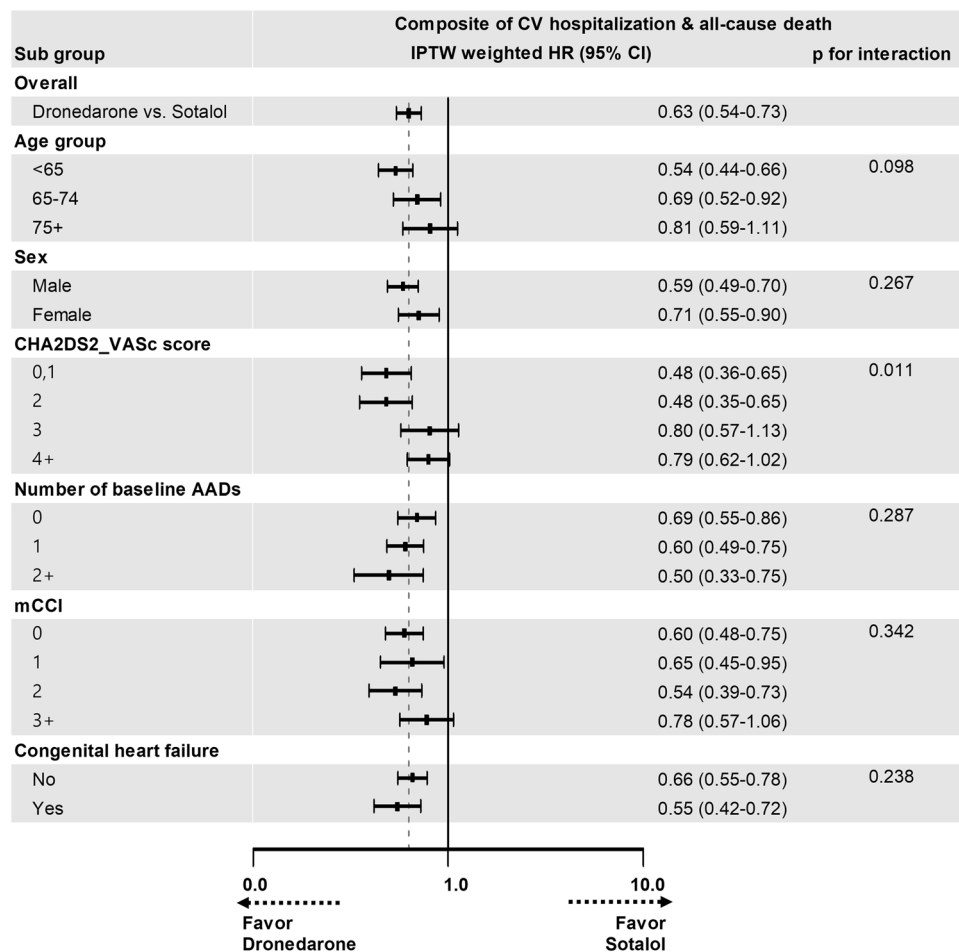 Composite of CV hospitalization & all-cause death
Sub group IPTW weighted HR (95% CI) p for interaction
Overall
Dronedarone vs. Sotalol 0.63 (0.54-0.73)
Age group
<65 0.54 (0.44-0.66) 0.098
65-74 0.69 (0.52-0.92)
75+ 0.81 (0.59-1.11)
Sex
Male 0.59 (0.49-0.70) 0.267
Female 0.71 (0.55-0.90)
CHA2DS2_VASc score
0,1 0.48 (0.36-0.65) 0.011
2 0.48 (0.35-0.65)
3 0.80 (0.57-1.13)
4+ 0.79 (0.62-1.02)
Number of baseline AADs
0 0.69 (0.55-0.86) 0.287
1 0.60 (0.49-0.75)
2+ 0.50 (0.33-0.75)
mCCI
0 0.60 (0.48-0.75) 0.342
1 0.65 (0.45-0.95)
2 0.54 (0.39-0.73)
3+ 0.78 (0.57-1.06)
Congenital heart failure
No 0.66 (0.55-0.78) 0.238
Yes 0.55 (0.42-0.72)
0.0 1.0 10.0
Favor Favor
Dronedarone Sotalol